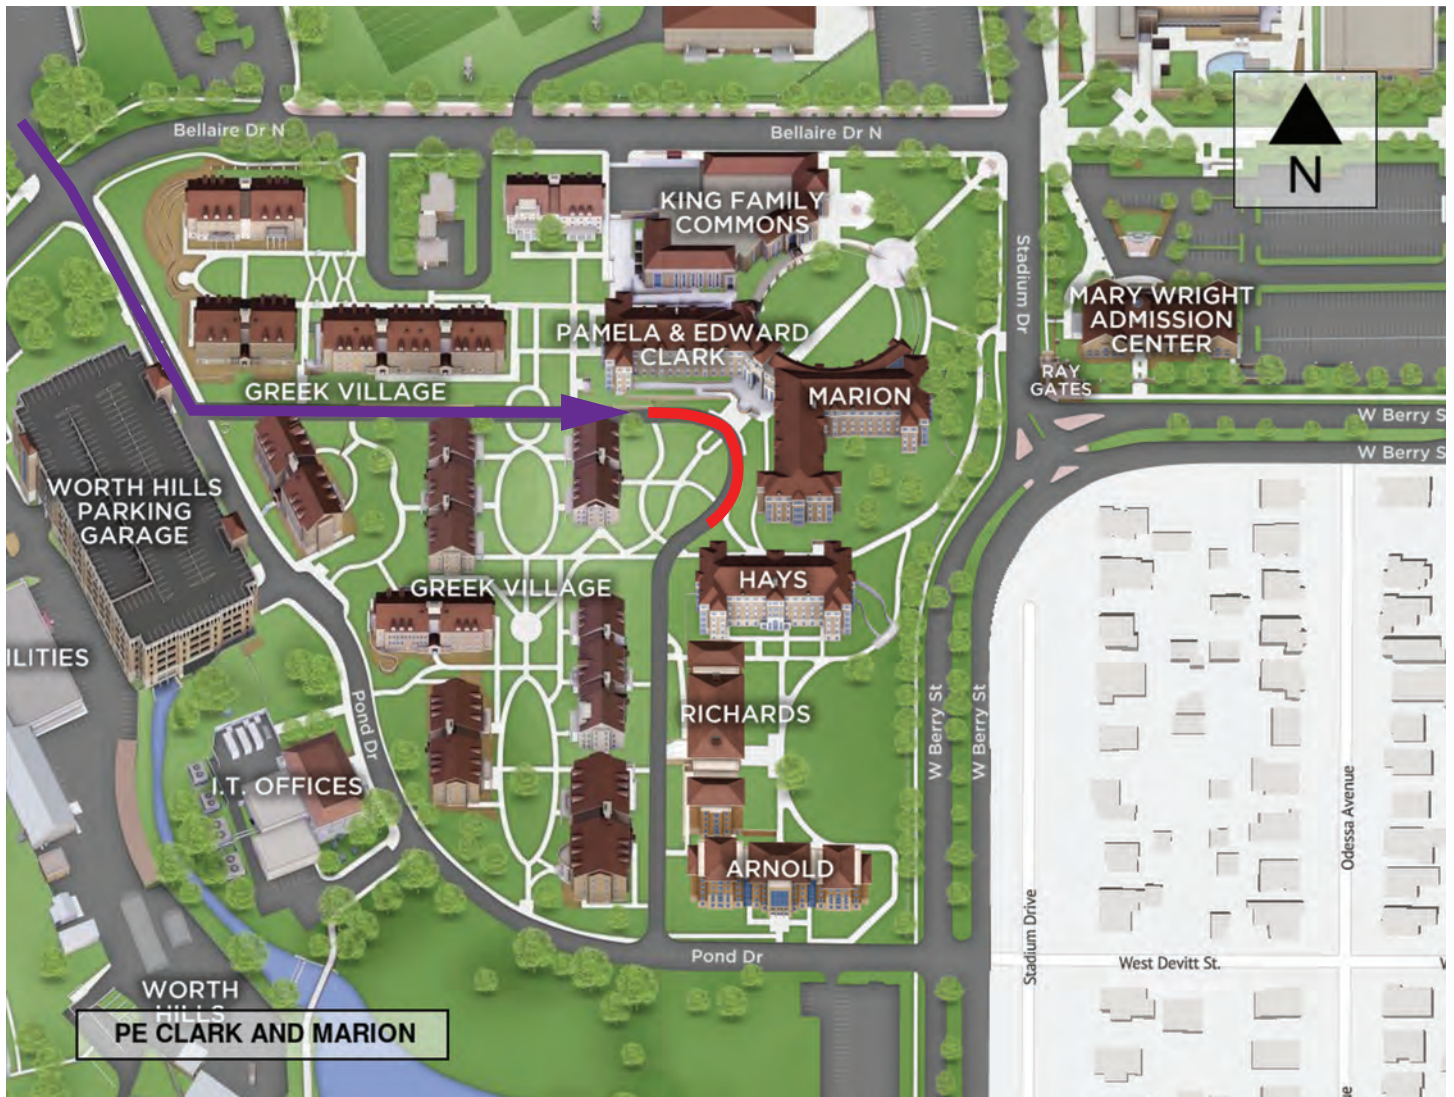 Bellaire Dr N
Bellaire Dr N
N
KING FAMILY
COMMONS
Stadium Dr
MARY WRIGHT
ADMISSION
CENTER
PAMELA & EDWARD
CLARK
RAY
GATES
GREEK VILLAGE
MARION
W Berry S
W Berry S
WORTH HILLS
PARKING
GARAGE
GREEK VILLAGE
HAYS
ILITIES
Pond Dr
RICHARDS
W Berry St
W Berry St
I.T. OFFICES
Odessa Avenue
ARNOLD
Stadium Drive
Pond Dr
West Devitt St.
W
WORTH
HILLS
PE CLARK AND MARION